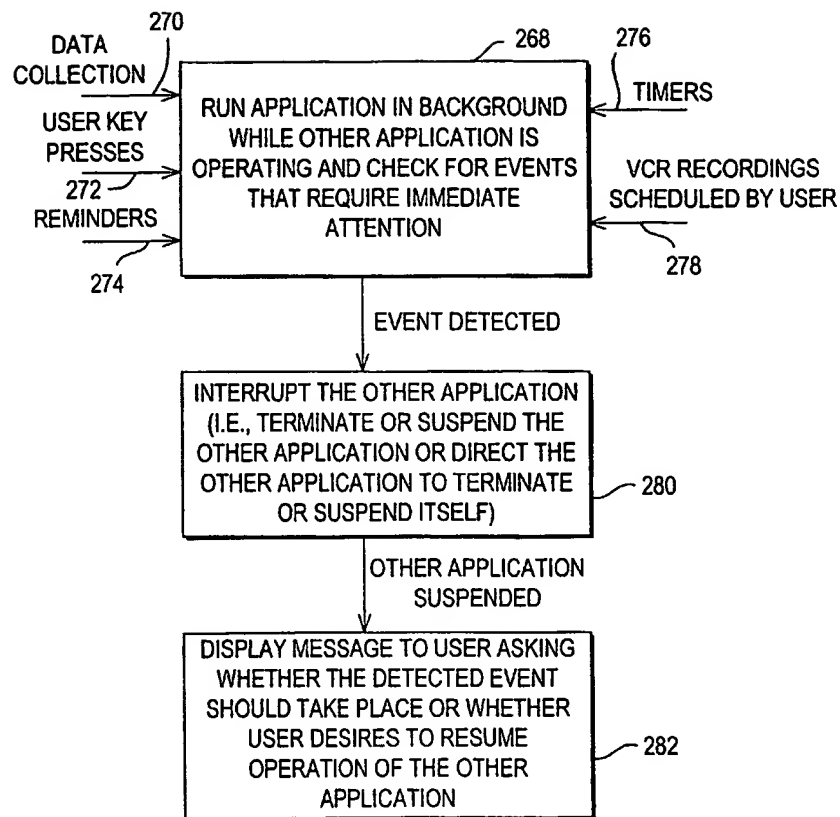 270
DATA
COLLECTION
USER KEY
PRESSES
272
REMINDERS
274
268
RUN APPLICATION IN BACKGROUND
WHILE OTHER APPLICATION IS
OPERATING AND CHECK FOR EVENTS
THAT REQUIRE IMMEDIATE
ATTENTION
276
TIMERS
VCR RECORDINGS
SCHEDULED BY USER
278
EVENT DETECTED
INTERRUPT THE OTHER APPLICATION
(I.E., TERMINATE OR SUSPEND THE
OTHER APPLICATION OR DIRECT THE
OTHER APPLICATION TO TERMINATE
OR SUSPEND ITSELF)
280
OTHER APPLICATION
SUSPENDED
DISPLAY MESSAGE TO USER ASKING
WHETHER THE DETECTED EVENT
SHOULD TAKE PLACE OR WHETHER
USER DESIRES TO RESUME
OPERATION OF THE OTHER
APPLICATION
282